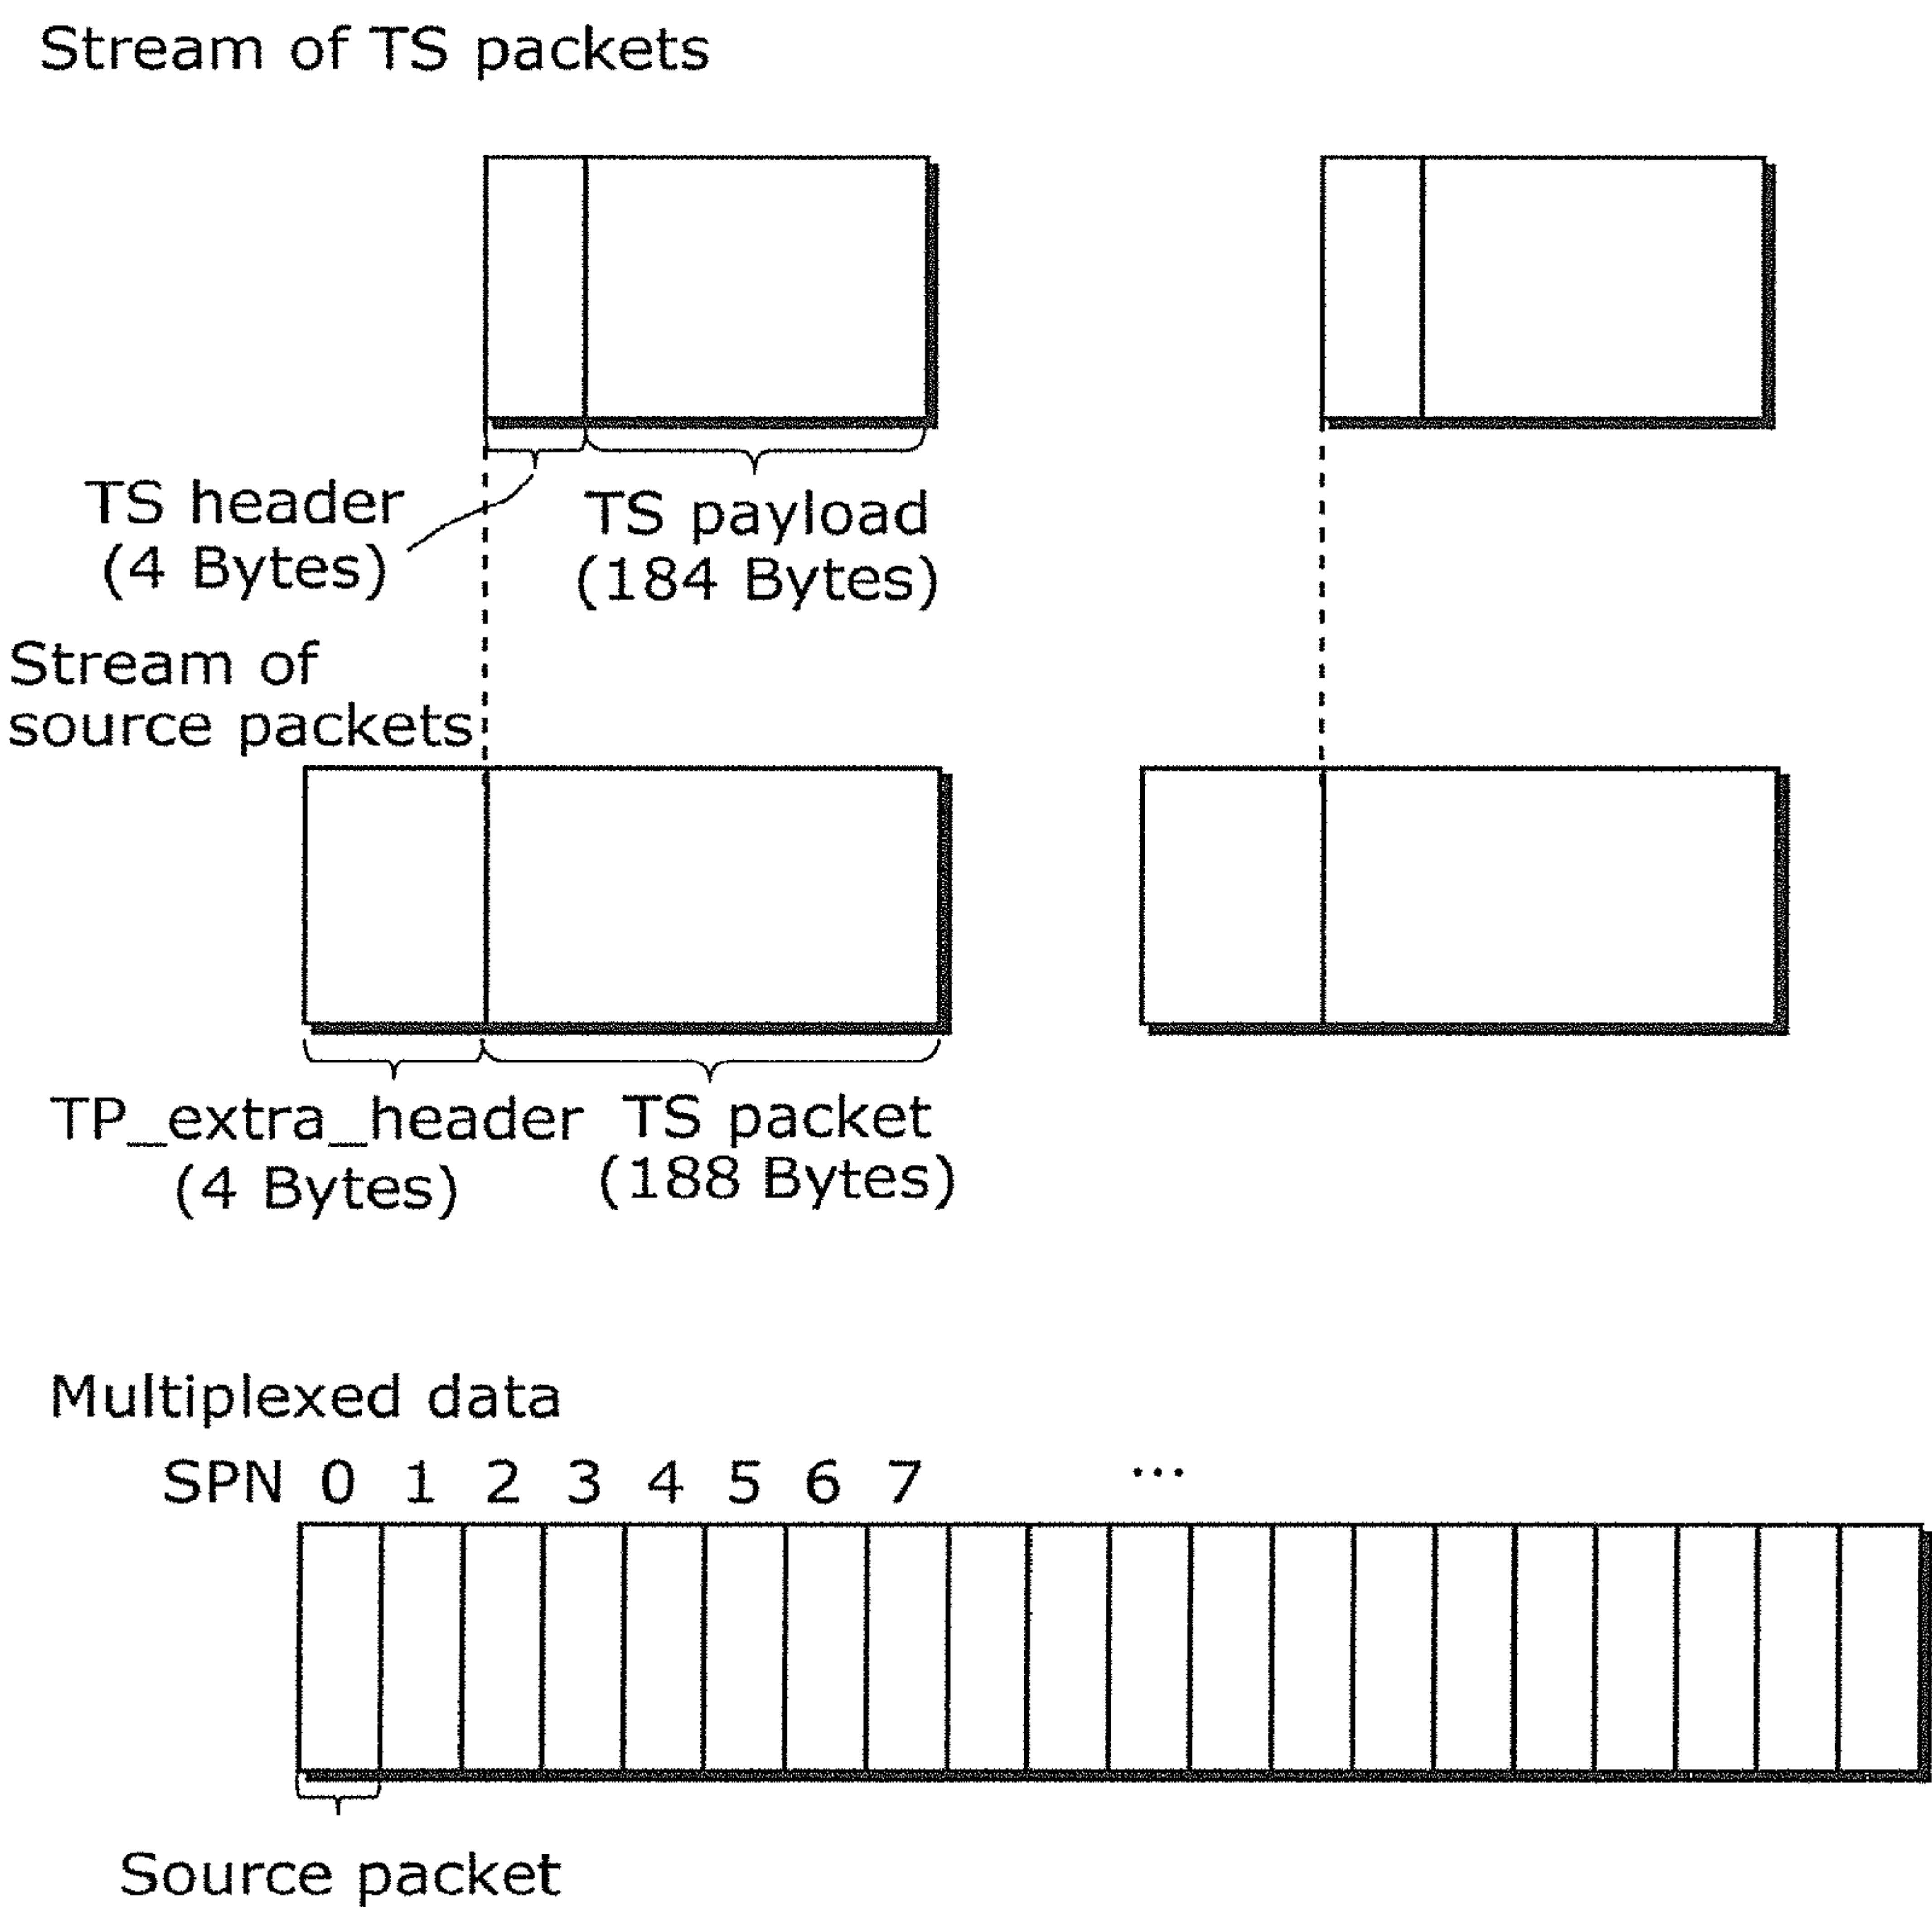 Stream of TS packets
TS header
(4 Bytes)
TS payload
(184 Bytes)
Stream of
source packets
TP_extra_header
(4 Bytes)
TS packet
(188 Bytes)
Multiplexed data
SPN 0 1 2 3 4 5 6 7 ...
Source packet